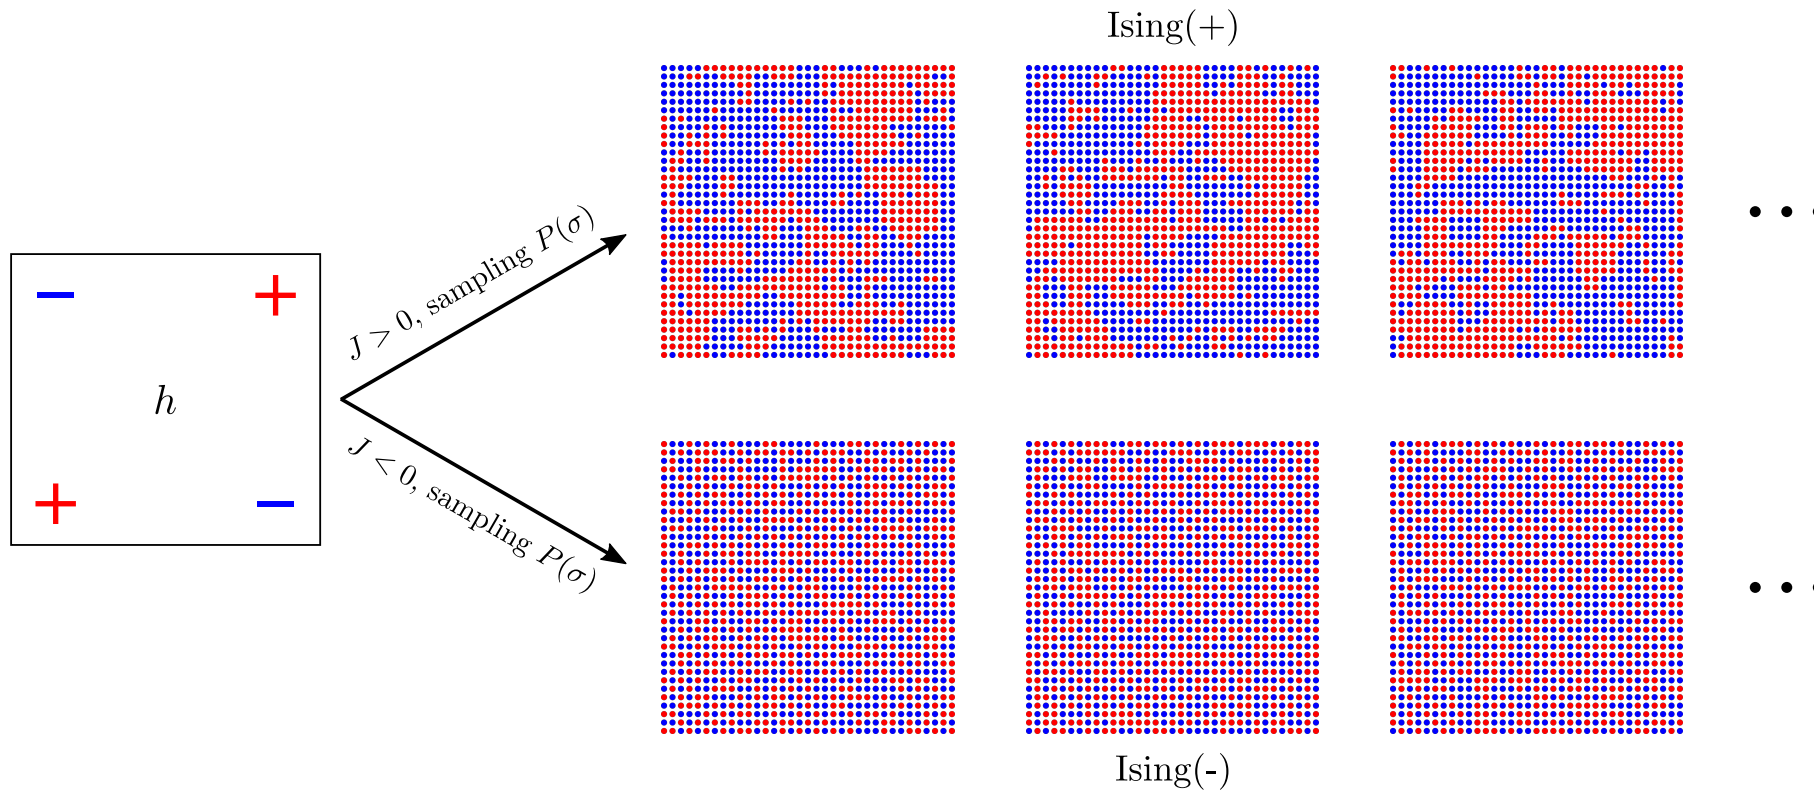 Ising(+)
− +
h
+ −
J > 0, sampling P(σ)
J < 0, sampling P(σ)
Ising(-)